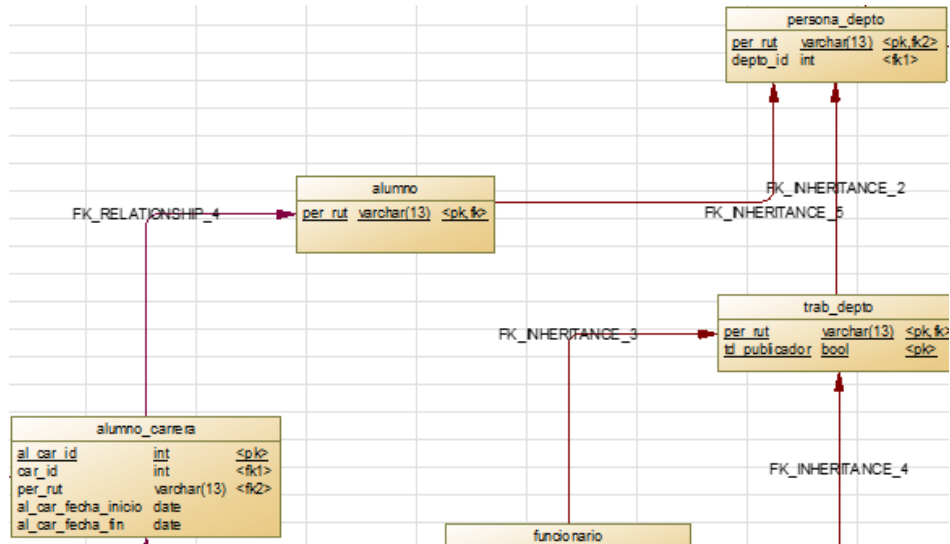 persona_depto
per_rut varchar(13) <pk,fk2>
depto_id int <fk1>
alumno
per_rut varchar(13) <pk,fk>
FK_RELATIONSHIP_4
FK_INHERITANCE_2
FK_INHERITANCE_5
trab_depto
per_rut varchar(13) <pk,fk>
td_publicador bool <pk>
FK_INHERITANCE_3
alumno_carrera
al_car_id int <pk>
car_id int <fk1>
per_rut varchar(13) <fk2>
al_car_fecha_inicio date
al_car_fecha_fin date
FK_INHERITANCE_4
funcionario